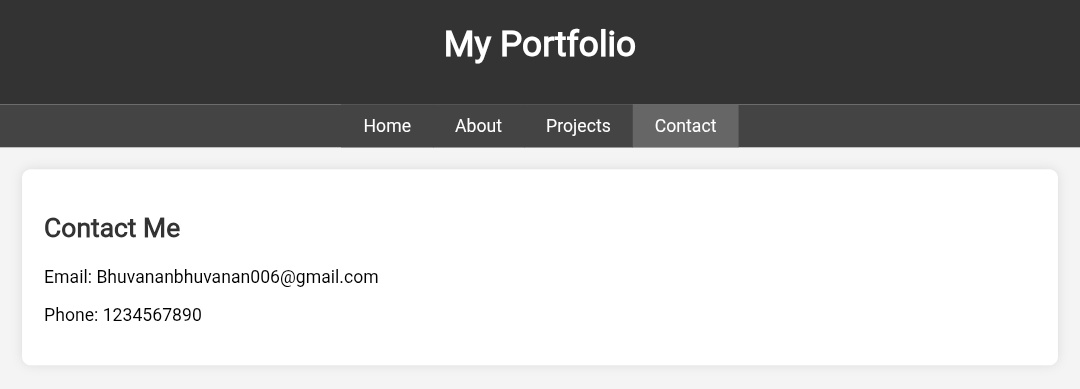 My Portfolio
Home About Projects Contact
Contact Me
Email: Bhuvananbhuvanan006@gmail.com
Phone: 1234567890